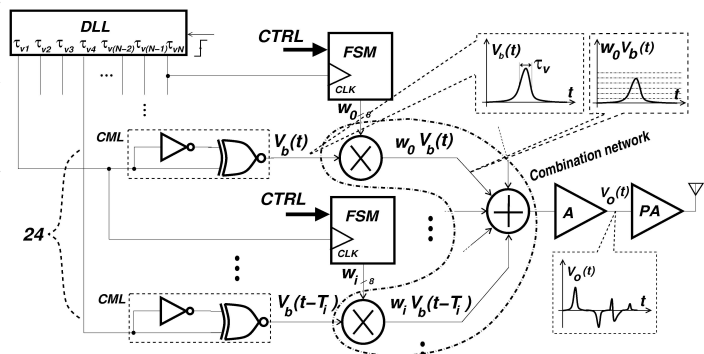 DLL
τv1 τv2 τv3 τv4 τv(N-2) τv(N-1) τvN
CTRL
FSM
CLK
w0 6
Vb(t)
τv
t
w0Vb(t)
t
CML
Vb(t)
w0 Vb(t)
Combination network
24
CTRL
FSM
CLK
wi 8
A
Vo(t)
PA
CML
Vb(t-Ti)
wi Vb(t-Ti)
Vo(t)
t